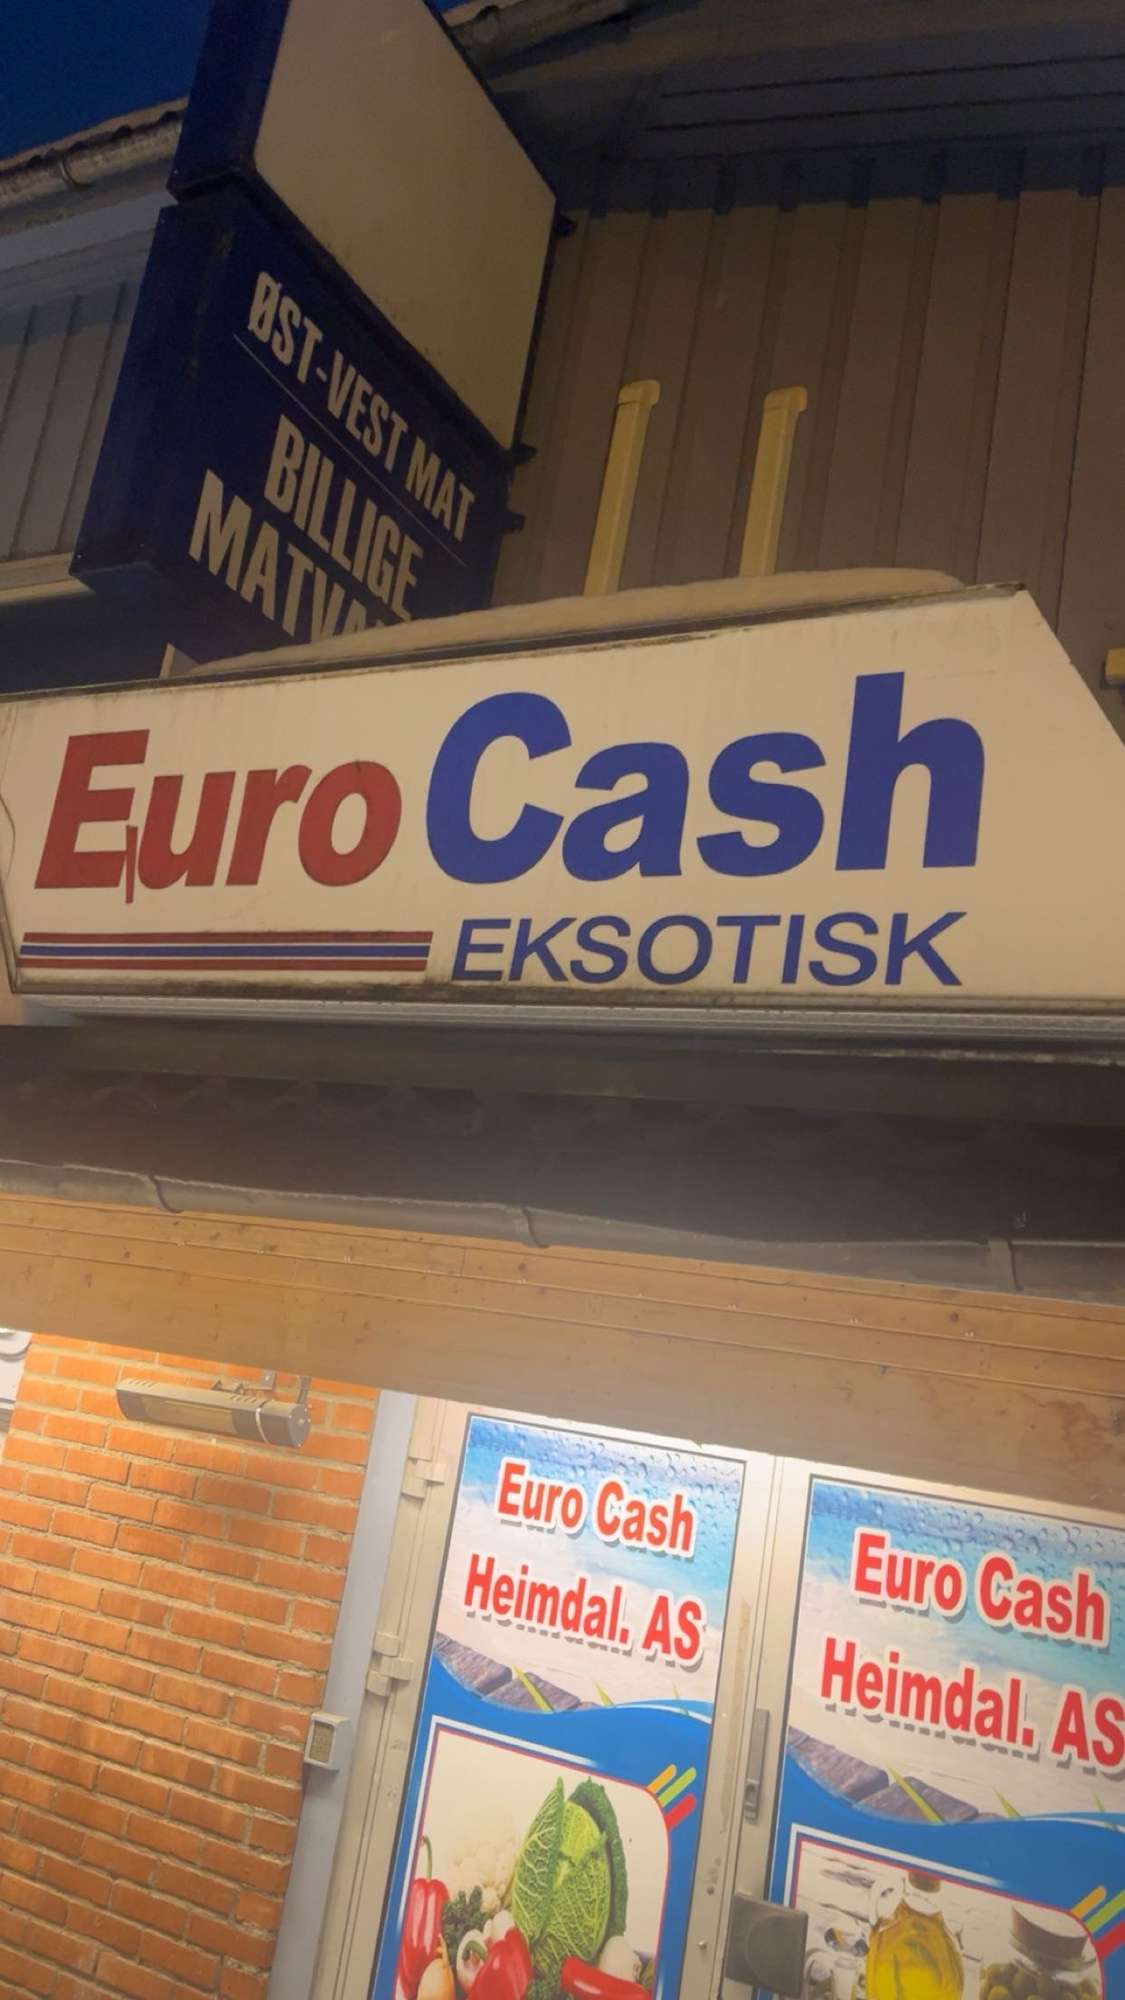 ØST-VEST MAT
BILLIGE
Euro Cash
EKSOTISK
Euro Cash
Heimdal. AS
Euro Cash
Heimdal. AS